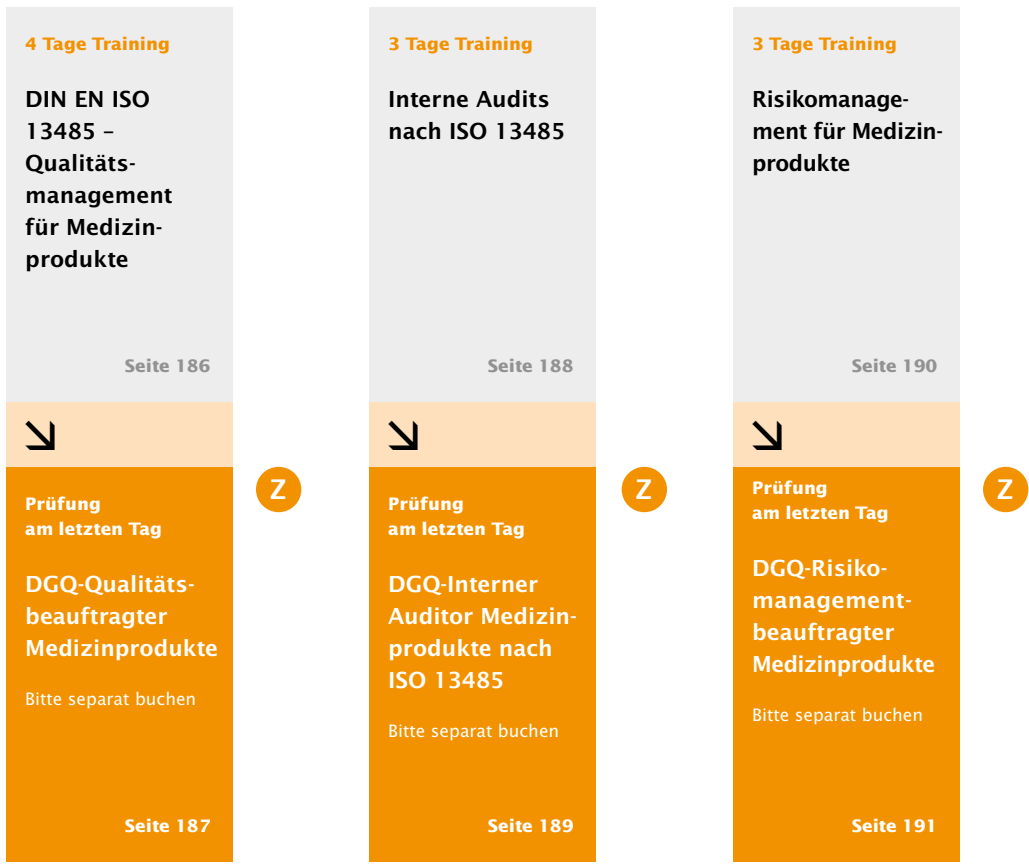 4 Tage Training
DIN EN ISO
13485 –
Qualitäts-
management
für Medizin-
produkte
Seite 186
Prüfung
am letzten Tag
DGQ-Qualitäts-
beauftragter
Medizinprodukte
Bitte separat buchen
Seite 187
Z
3 Tage Training
Interne Audits
nach ISO 13485
Seite 188
Prüfung
am letzten Tag
DGQ-Interner
Auditor Medizin-
produkte nach
ISO 13485
Bitte separat buchen
Seite 189
Z
3 Tage Training
Risikomanage-
ment für Medizin-
produkte
Seite 190
Prüfung
am letzten Tag
DGQ-Risiko-
management-
beauftragter
Medizinprodukte
Bitte separat buchen
Seite 191
Z